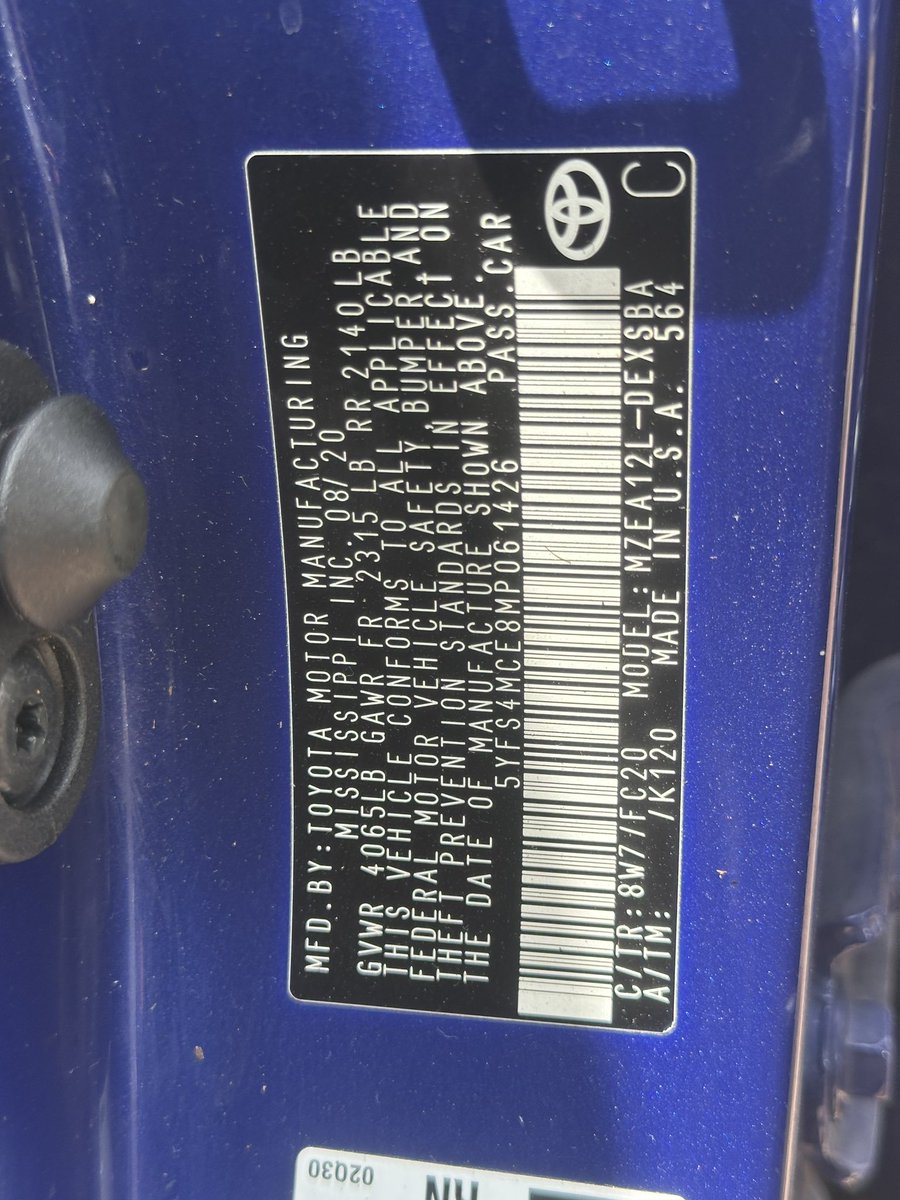 MFD.BY:TOYOTA MOTOR MANUFACTURING
MISSISSIPPI INC. 08/20
GVWR 4065LB GAWR FR 2315LB RR 2140LB
THIS VEHICLE CONFORMS TO ALL APPLICABLE
FEDERAL MOTOR VEHICLE SAFETY, BUMPER AND
THEFT PREVENTION STANDARDS IN EFFECT ON
THE DATE OF MANUFACTURE SHOWN ABOVE.
5YFS4MCE8MP061426 PASS.CAR
C/TR:8W7/FC20 MODEL:MZEA12L-DEXSBA
A/TM: /K120 MADE IN U.S.A. 564
C
02Q30